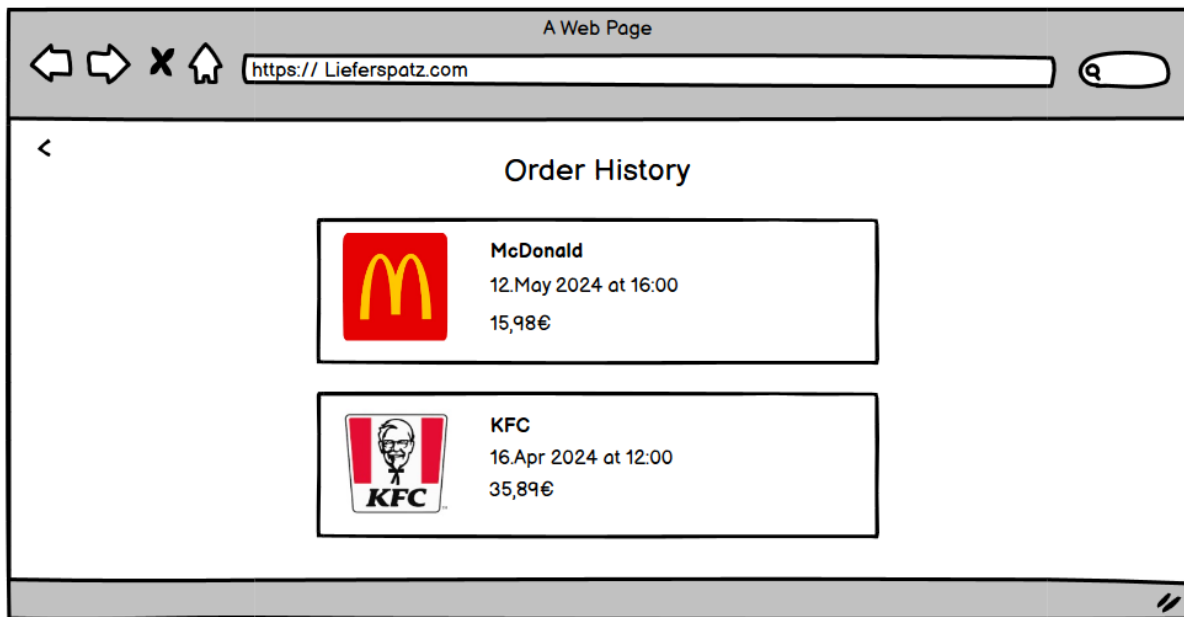 A Web Page
https:// Lieferspatz.com
<
Order History
McDonald
12.May 2024 at 16:00
15,98€
KFC
16.Apr 2024 at 12:00
35,89€
KFC